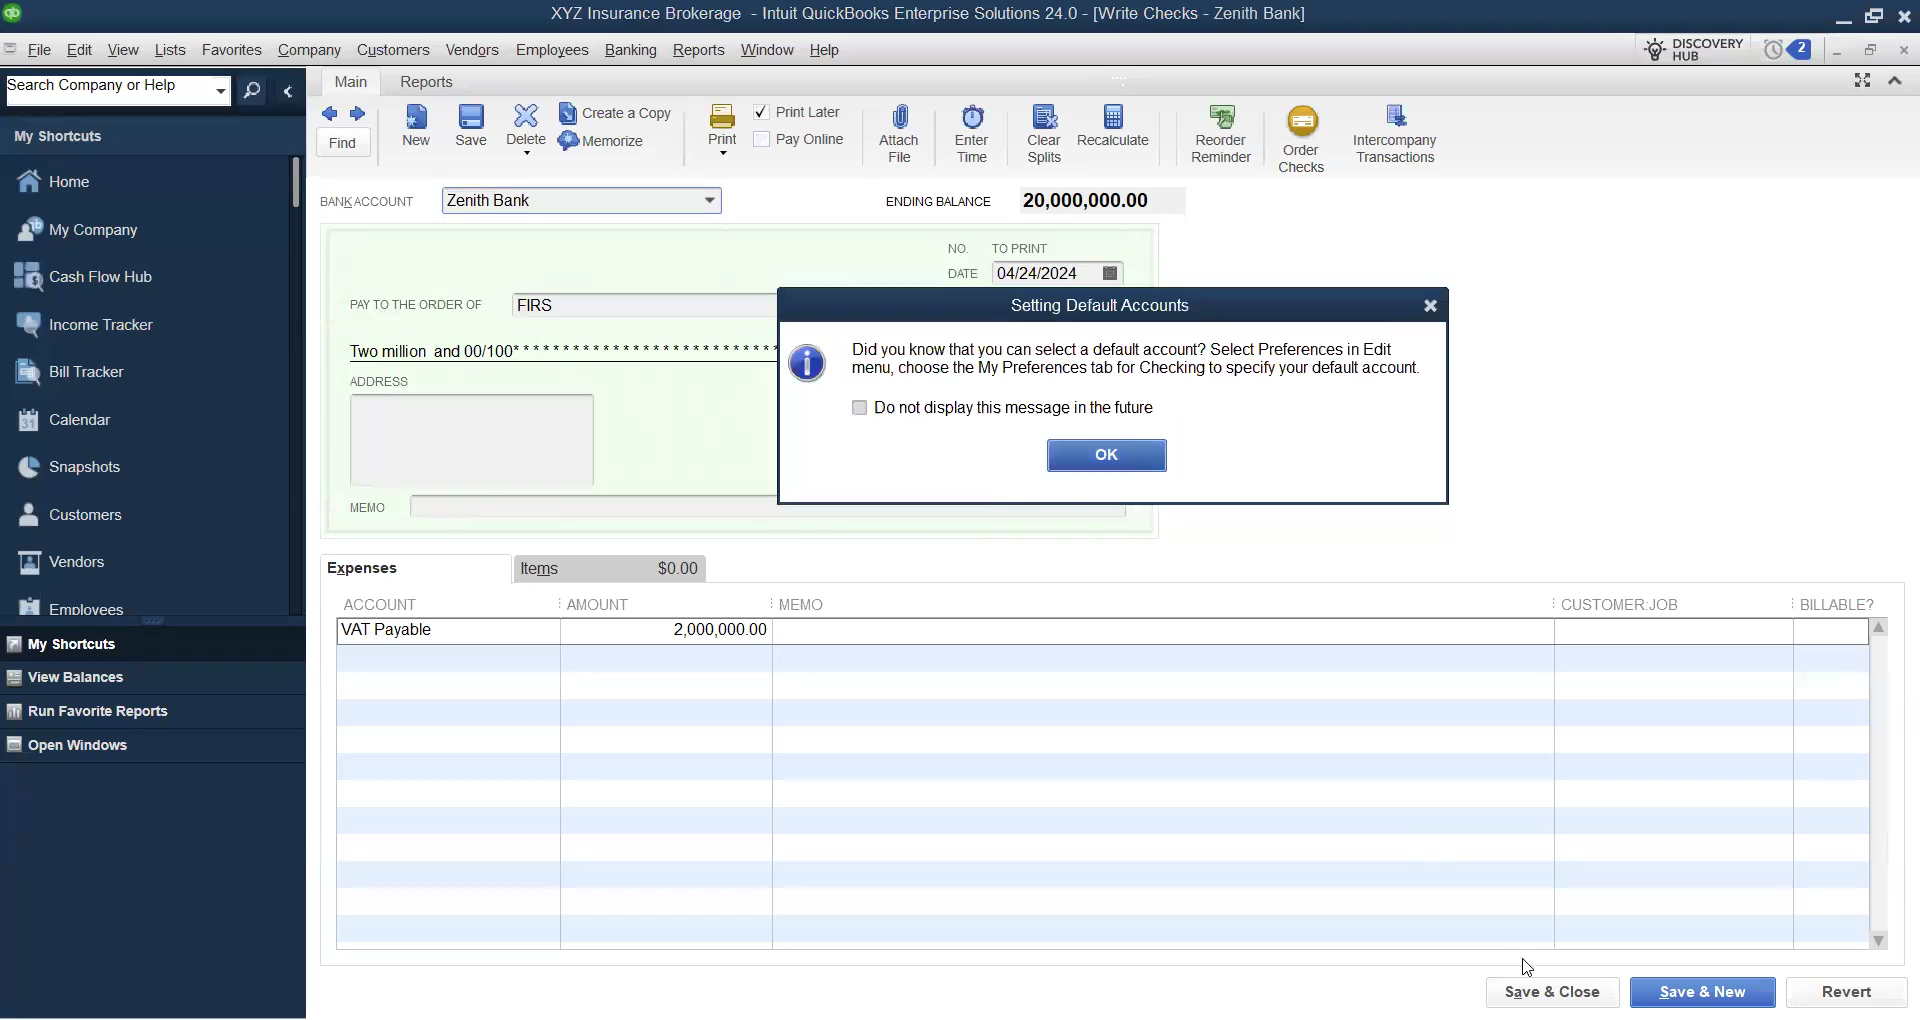 XYZ Insurance Brokerage - Intuit QuickBooks Enterprise Solutions 24.0 - [Write Checks - Zenith Bank]
File Edit View Lists Favorites Company Customers Vendors Employees Banking Reports Window Help
DISCOVERY HUB 2
Search Company or Help
Main Reports
Find
New
Save
Delete
Create a Copy
Memorize
Print
Print Later
Pay Online
Attach File
Enter Time
Clear Splits
Recalculate
Reorder Reminder
Order Checks
Intercompany Transactions
My Shortcuts
Home
My Company
Cash Flow Hub
Income Tracker
Bill Tracker
31 Calendar
Snapshots
Customers
Vendors
Employees
My Shortcuts
View Balances
Run Favorite Reports
Open Windows
BANK ACCOUNT Zenith Bank ENDING BALANCE 20,000,000.00
NO. TO PRINT
DATE 04/24/2024
PAY TO THE ORDER OF FIRS
Two million and 00/100* * * * * * * * * * * * * * * * * * * * * * * * * * *
ADDRESS
MEMO
Setting Default Accounts
Did you know that you can select a default account? Select Preferences in Edit
menu, choose the My Preferences tab for Checking to specify your default account.
Do not display this message in the future
OK
Expenses Items $0.00
ACCOUNT AMOUNT MEMO CUSTOMER:JOB BILLABLE?
VAT Payable 2,000,000.00
Save & Close Save & New Revert